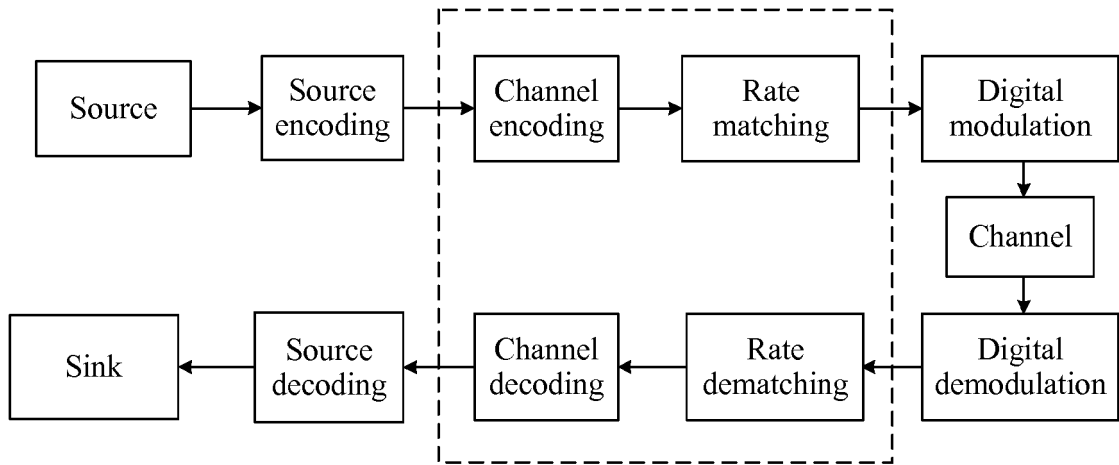 Source
Source
encoding
Channel
encoding
Rate
matching
Digital
modulation
Channel
Digital
demodulation
Rate
dematching
Channel
decoding
Source
decoding
Sink